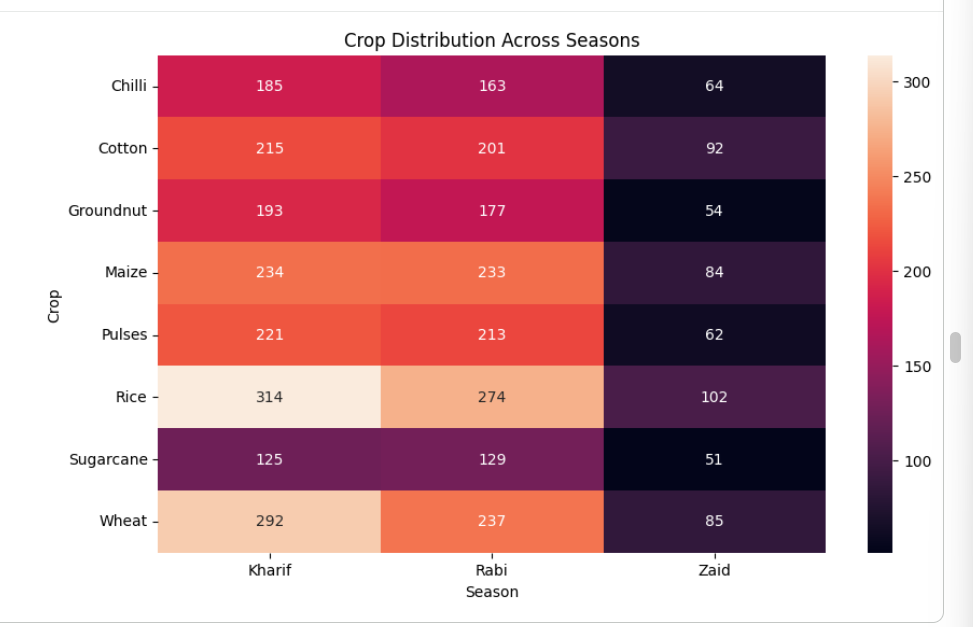 Crop Distribution Across Seasons
Chilli 185 163 64
300
Cotton 215 201 92
250
Groundnut 193 177 54
Maize 234 233 84
200
Crop
Pulses 221 213 62
150
Rice 314 274 102
Sugarcane 125 129 51
100
Wheat 292 237 85
Kharif Rabi Zaid
Season